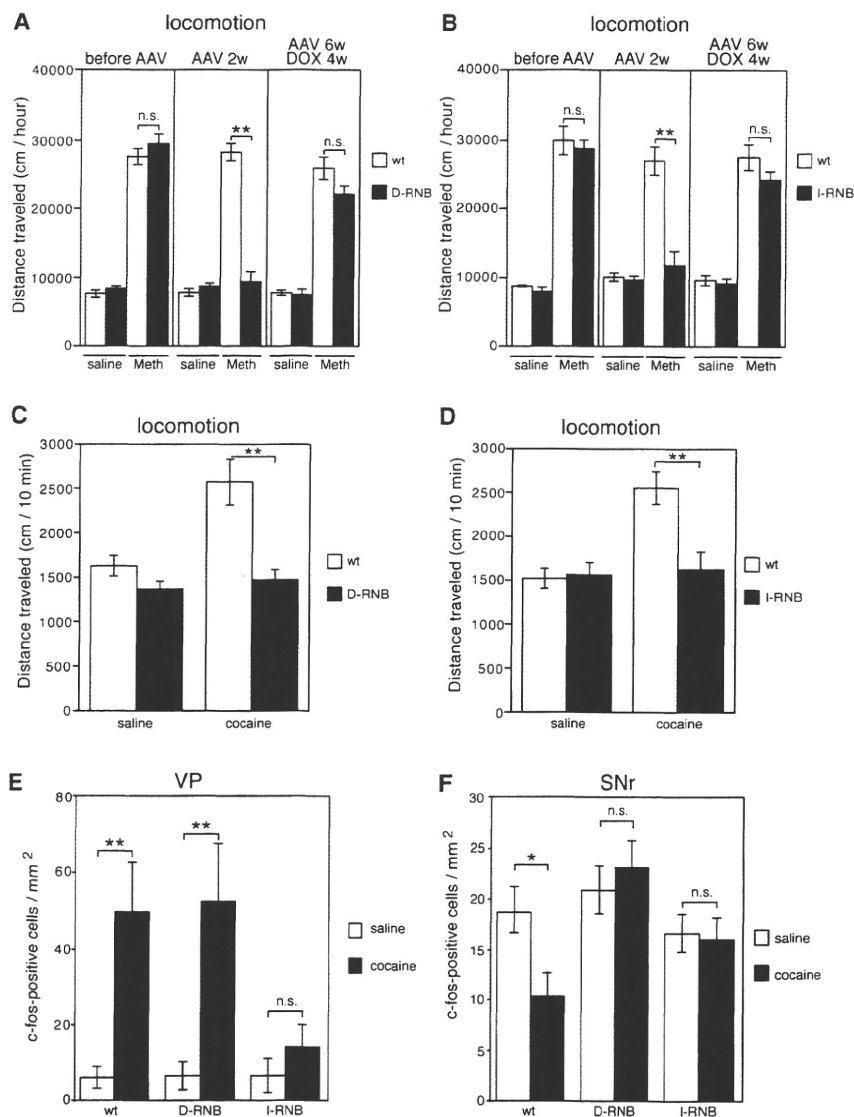 A
locomotion
before AAV
AAV 2w
AAV 6w
DOX 4w
Distance traveled (cm / hour)
40000
30000
20000
10000
0
n.s.
**
n.s.
wt
D-RNB
saline
Meth
saline
Meth
saline
Meth
B
locomotion
before AAV
AAV 2w
AAV 6w
DOX 4w
Distance traveled (cm / hour)
40000
30000
20000
10000
0
n.s.
**
n.s.
wt
I-RNB
saline
Meth
saline
Meth
saline
Meth
C
locomotion
Distance traveled (cm / 10 min)
3000
2500
2000
1500
1000
500
0
**
wt
D-RNB
saline
cocaine
D
locomotion
Distance traveled (cm / 10 min)
3000
2500
2000
1500
1000
500
0
**
wt
I-RNB
saline
cocaine
E
VP
c-fos-positive cells / mm 2
80
60
40
20
0
**
**
n.s.
saline
cocaine
wt
D-RNB
I-RNB
F
SNr
c-fos-positive cells / mm 2
30
25
20
15
10
5
0
*
n.s.
n.s.
saline
cocaine
wt
D-RNB
I-RNB